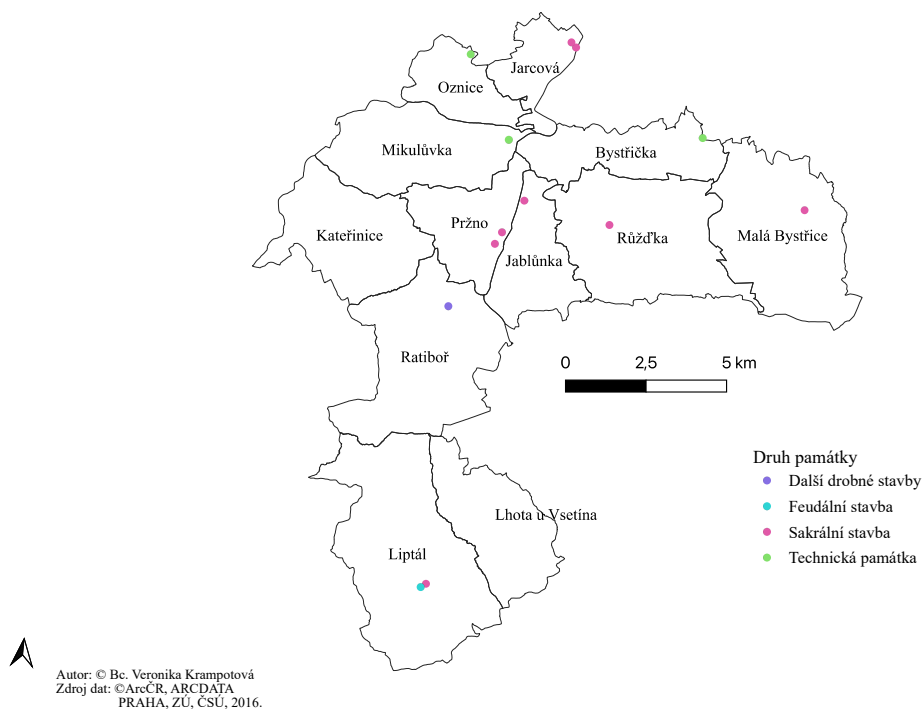 Jarcová
Oznice
Mikulůvka
Bystřička
Pržno
Kateřinice
Růžďka
Malá Bystřice
Jablůnka
Ratiboř
0 2,5 5 km
Druh památky
Další drobné stavby
Feudální stavba
Lhota u Vsetína
Sakrální stavba
Liptál
Technická památka
Autor: © Bc. Veronika Krampotová
Zdroj dat: ©ArcČR, ARCDATA
PRAHA, ZÚ, ČSÚ, 2016.